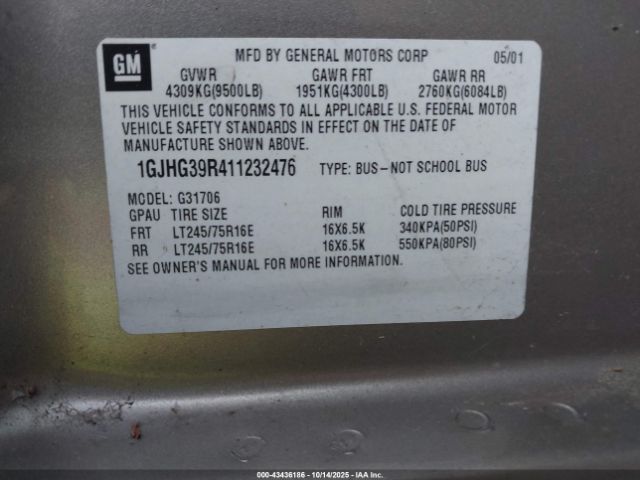 GM
MFD BY GENERAL MOTORS CORP 05/01
GVWR GAWR FRT GAWR RR
4309KG(9500LB) 1951KG(4300LB) 2760KG(6084LB)
THIS VEHICLE CONFORMS TO ALL APPLICABLE U.S. FEDERAL MOTOR
VEHICLE SAFETY STANDARDS IN EFFECT ON THE DATE OF
MANUFACTURE SHOWN ABOVE.
1GJHG39R411232476 TYPE: BUS-NOT SCHOOL BUS
MODEL: G31706
GPAU TIRE SIZE RIM COLD TIRE PRESSURE
FRT LT245/75R16E 16X6.5K 340KPA(50PSI)
RR LT245/75R16E 16X6.5K 550KPA(80PSI)
SEE OWNER'S MANUAL FOR MORE INFORMATION.
000-43436186 - 10/14/2025 - IAA Inc.